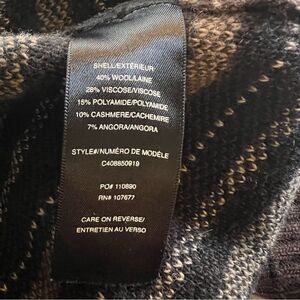 SHELL/EXTÉRIEUR:
40% WOOL/LAINE
28% VISCOSE/VISCOSE
15% POLYAMIDE/POLYAMIDE
10% CASHMERE/CACHEMIRE
7% ANGORA/ANGORA
STYLE#/NUMÉRO DE MODÈLE
C408850919
PO# 110890
RN# 107677
CARE ON REVERSE/
ENTRETIEN AU VERSO